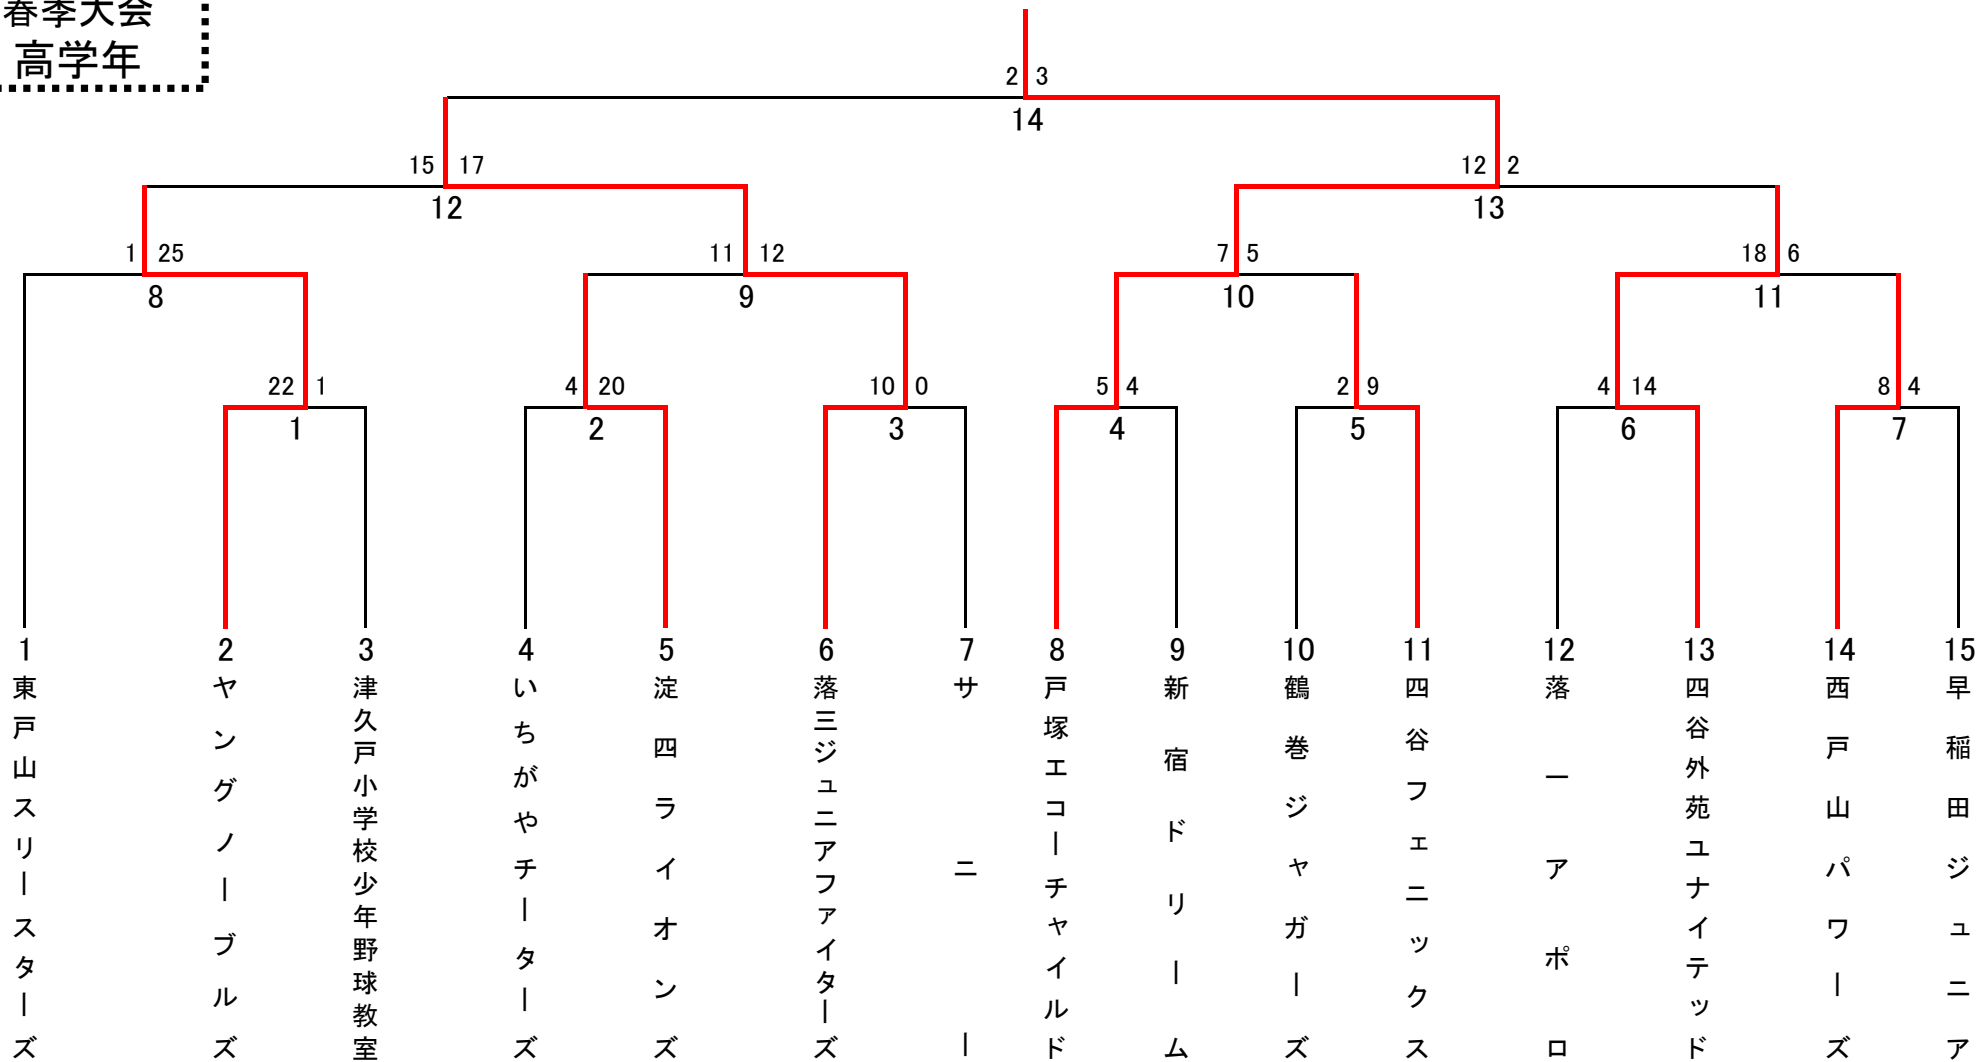 春季大会
高学年
2 3
14
15 17
12
12 2
13
1 25
8
11 12
9
7 5
10
18 6
11
22 1
1
4 20
2
10 0
3
5 4
4
2 9
5
4 14
6
8 4
7
1
東戸山スリースターズ
2
ヤングノーブルズ
3
津久戸小学校少年野球教室
4
いちがやチーターズ
5
淀四ライオンズ
6
落三ジュニアファイターズ
7
サニー
8
戸塚エコーチャイルド
9
新宿ドリーム
10
鶴巻ジャガーズ
11
四谷フェニックス
12
落一アポロ
13
四谷外苑ユナイテッド
14
西戸山パワーズ
15
早稲田ジュニア